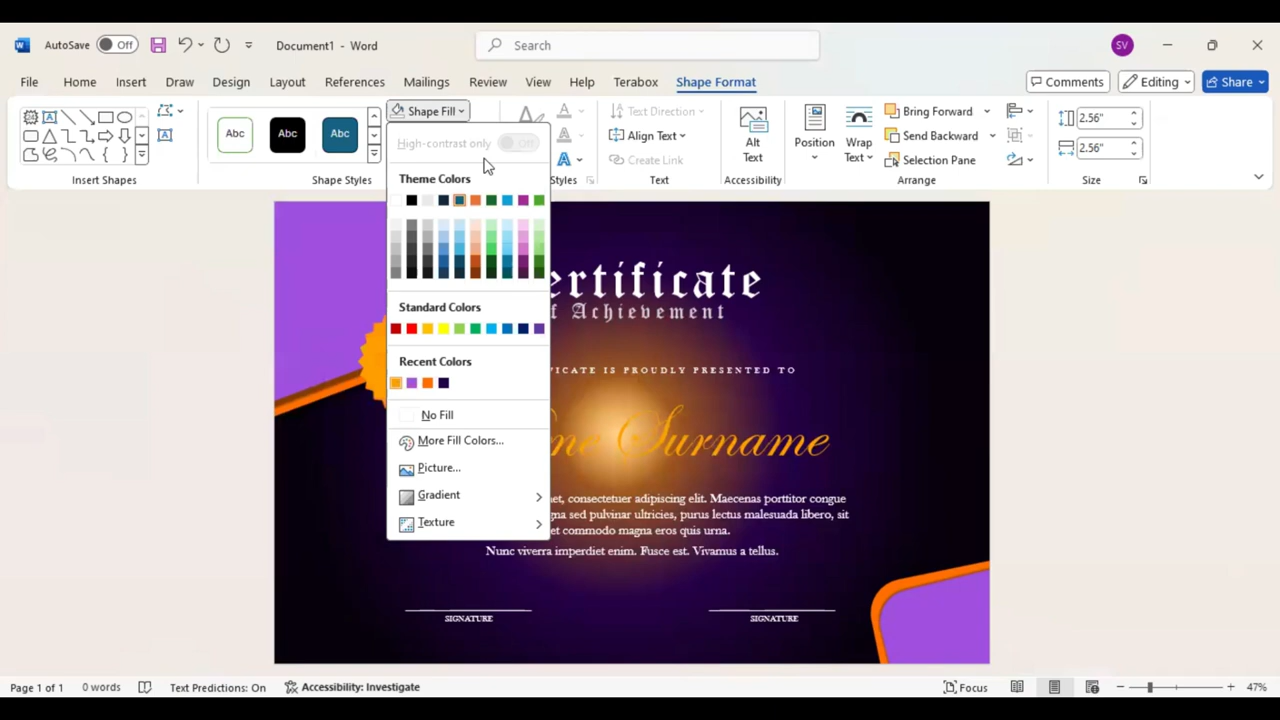 AutoSave Off Document1 - Word Search SV
File Home Insert Draw Design Layout References Mailings Review View Help Terabox Shape Format Comments Editing Share
Abc Abc Abc
Shape Fill
Text Direction
Align Text
Create Link
Alt
Text
Position
Wrap
Text
Bring Forward
Send Backward
Selection Pane
2.56"
2.56"
Insert Shapes Shape Styles Styles Text Accessibility Arrange Size
High-contrast only Off
Theme Colors
Standard Colors
Recent Colors
No Fill
More Fill Colors...
Picture...
Gradient
Texture
ertificate
f Achievement
ICATE IS PROUDLY PRESENTED TO
me Surname
et, consectetuer adipiscing elit. Maecenas porttitor congue
gna sed pulvinar ultricies, purus lectus malesuada libero, sit
et commodo magna eros quis urna.
Nunc viverra imperdiet enim. Fusce est. Vivamus a tellus.
SIGNATURE SIGNATURE
Page 1 of 1 0 words Text Predictions: On Accessibility: Investigate Focus 47%